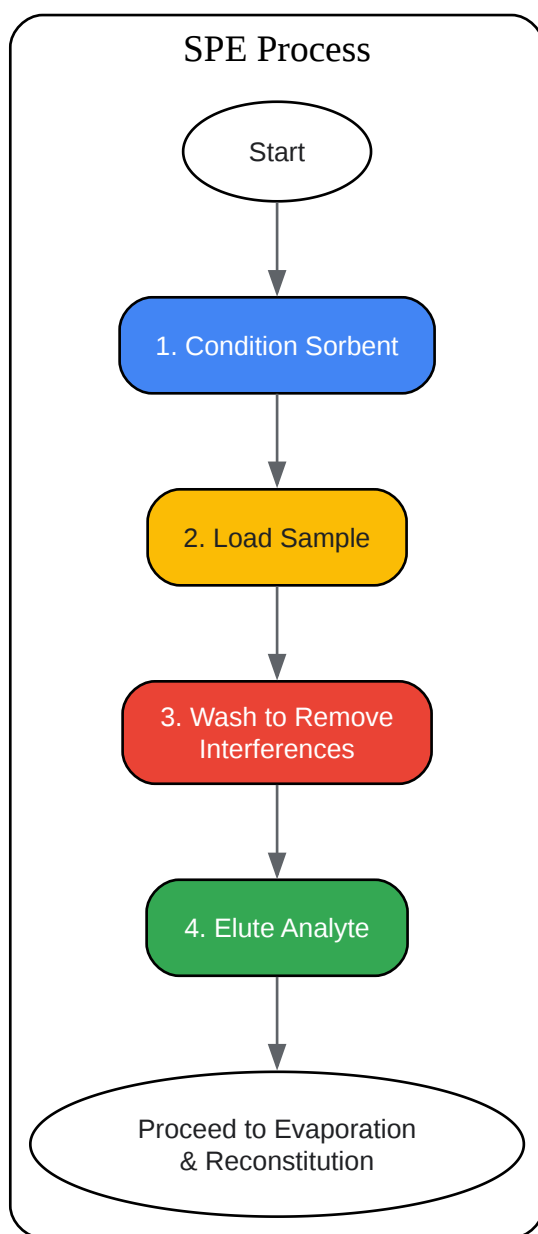 SPE Process
Start
1. Condition Sorbent
2. Load Sample
3. Wash to Remove
Interferences
4. Elute Analyte
Proceed to Evaporation
& Reconstitution